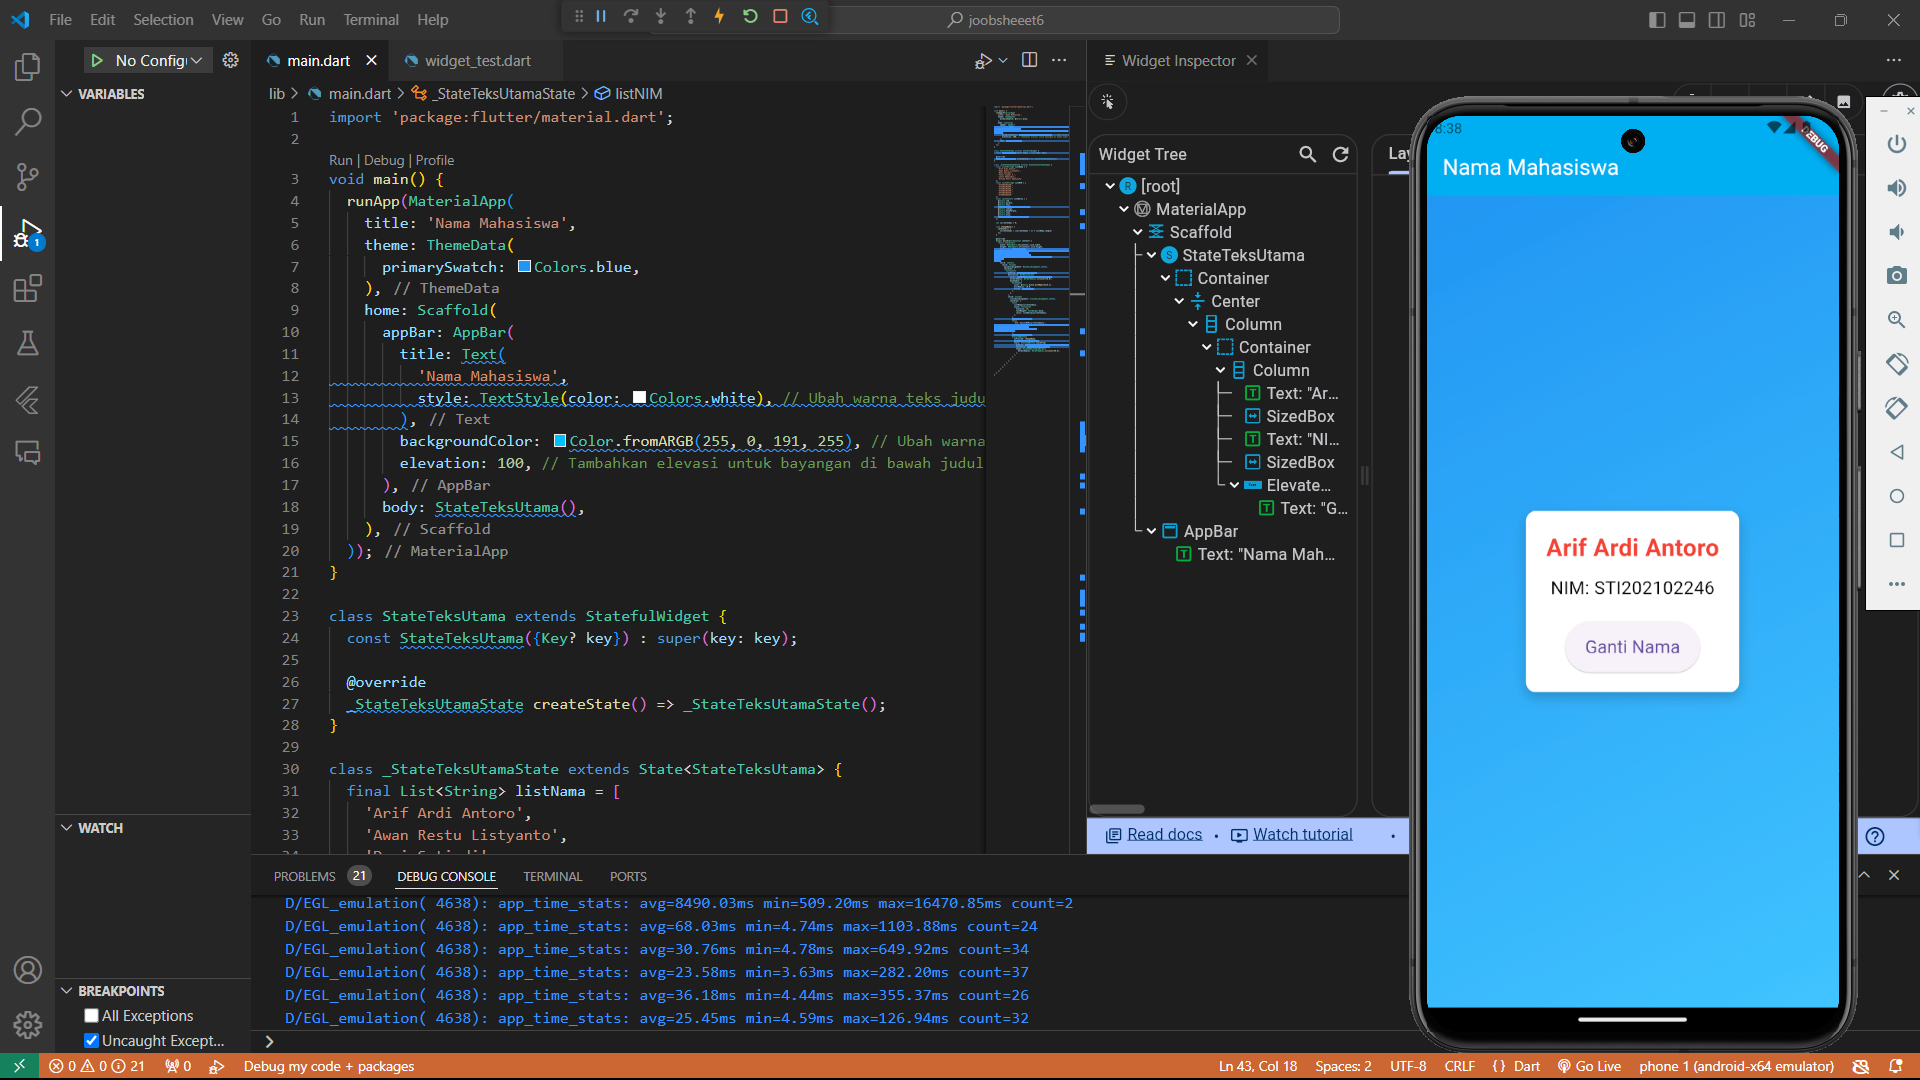 File Edit Selection View Go Run Terminal Help
joobsheeet6
No Config
VARIABLES
WATCH
BREAKPOINTS
All Exceptions
Uncaught Except...
main.dart
widget_test.dart
lib > main.dart > _StateTeksUtamaState > listNIM
1 import 'package:flutter/material.dart';
2
Run | Debug | Profile
3 void main() {
4 runApp(MaterialApp(
5 title: 'Nama Mahasiswa',
6 theme: ThemeData(
7 primarySwatch: Colors.blue,
8 ), // ThemeData
9 home: Scaffold(
10 appBar: AppBar(
11 title: Text(
12 'Nama Mahasiswa',
13 style: TextStyle(color: Colors.white), // Ubah warna teks judu
14 ), // Text
15 backgroundColor: Color.fromARGB(255, 0, 191, 255), // Ubah warna
16 elevation: 100, // Tambahkan elevasi untuk bayangan di bawah judul
17 ), // AppBar
18 body: StateTeksUtama(),
19 ), // Scaffold
20 )); // MaterialApp
21 }
22
23 class StateTeksUtama extends StatefulWidget {
24 const StateTeksUtama({Key? key}) : super(key: key);
25
26 @override
27 _StateTeksUtamaState createState() => _StateTeksUtamaState();
28 }
29
30 class _StateTeksUtamaState extends State<StateTeksUtama> {
31 final List<String> listNama = [
32 'Arif Ardi Antoro',
33 'Awan Restu Listyanto',
Widget Inspector
Widget Tree
Lay
[root]
MaterialApp
Scaffold
StateTeksUtama
Container
Center
Column
Container
Column
Text: "Ar...
SizedBox
Text: "NI...
SizedBox
Elevate...
Text: "G...
AppBar
Text: "Nama Mah...
Read docs • Watch tutorial •
8:38
DEBUG
Nama Mahasiswa
Arif Ardi Antoro
NIM: STI202102246
Ganti Nama
PROBLEMS 21 DEBUG CONSOLE TERMINAL PORTS
D/EGL_emulation( 4638): app_time_stats: avg=8490.03ms min=509.20ms max=16470.85ms count=2
D/EGL_emulation( 4638): app_time_stats: avg=68.03ms min=4.74ms max=1103.88ms count=24
D/EGL_emulation( 4638): app_time_stats: avg=30.76ms min=4.78ms max=649.92ms count=34
D/EGL_emulation( 4638): app_time_stats: avg=23.58ms min=3.63ms max=282.20ms count=37
D/EGL_emulation( 4638): app_time_stats: avg=36.18ms min=4.44ms max=355.37ms count=26
D/EGL_emulation( 4638): app_time_stats: avg=25.45ms min=4.59ms max=126.94ms count=32
0 0 21 0 Debug my code + packages Ln 43, Col 18 Spaces: 2 UTF-8 CRLF {} Dart Go Live phone 1 (android-x64 emulator)